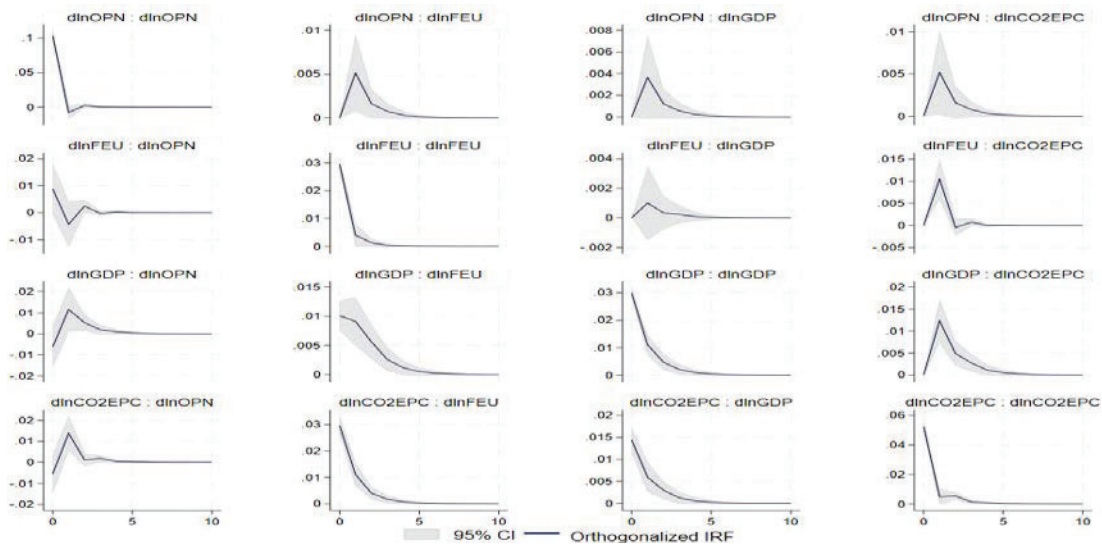 dlnOPN : dlnOPN dlnOPN : dlnFEU dlnOPN : dlnGDP dlnOPN : dlnCO2EPC
.1 .01 .008 .01
.006
.05 .005 .004 .005
.002
0 0 0 0
dlnFEU : dlnOPN dlnFEU : dlnFEU dlnFEU : dlnGDP dlnFEU : dlnCO2EPC
.02 .03 .004 .015
.01 .02 .002 .01
.005
0 .01 0 0
-.01 0 -.002 -.005
dlnGDP : dlnOPN dlnGDP : dlnFEU dlnGDP : dlnGDP dlnGDP : dlnCO2EPC
.02 .015 .03 .02
.01 .01 .02 .015
0 .01
-.01 .005 .01 .005
-.02 0 0 0
dlnCO2EPC : dlnOPN dlnCO2EPC : dlnFEU dlnCO2EPC : dlnGDP dlnCO2EPC : dlnCO2EPC
.02 .03 .02 .06
.01 .02 .015 .04
0 .01
-.01 .01 .005 .02
-.02 0 0 0
0 5 10 0 5 10 0 5 10 0 5 10
95% CI Orthogonalized IRF